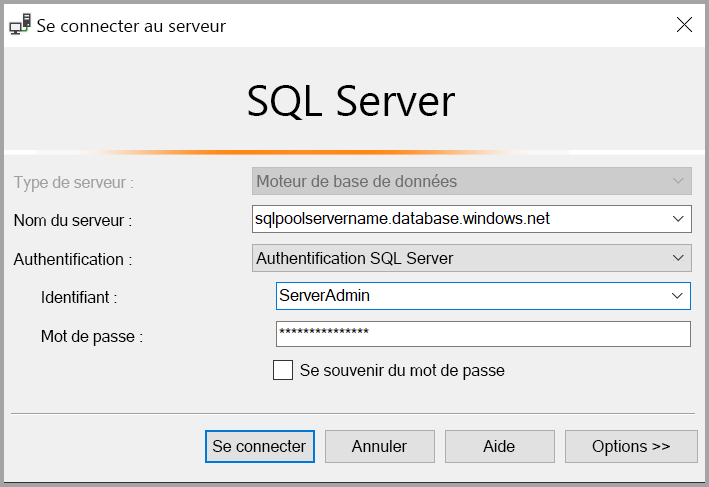 Se connecter au serveur
SQL Server
Type de serveur : Moteur de base de données
Nom du serveur : sqlpoolservername.database.windows.net
Authentification : Authentification SQL Server
Identifiant : ServerAdmin
Mot de passe : ***************
Se souvenir du mot de passe
Se connecter Annuler Aide Options >>